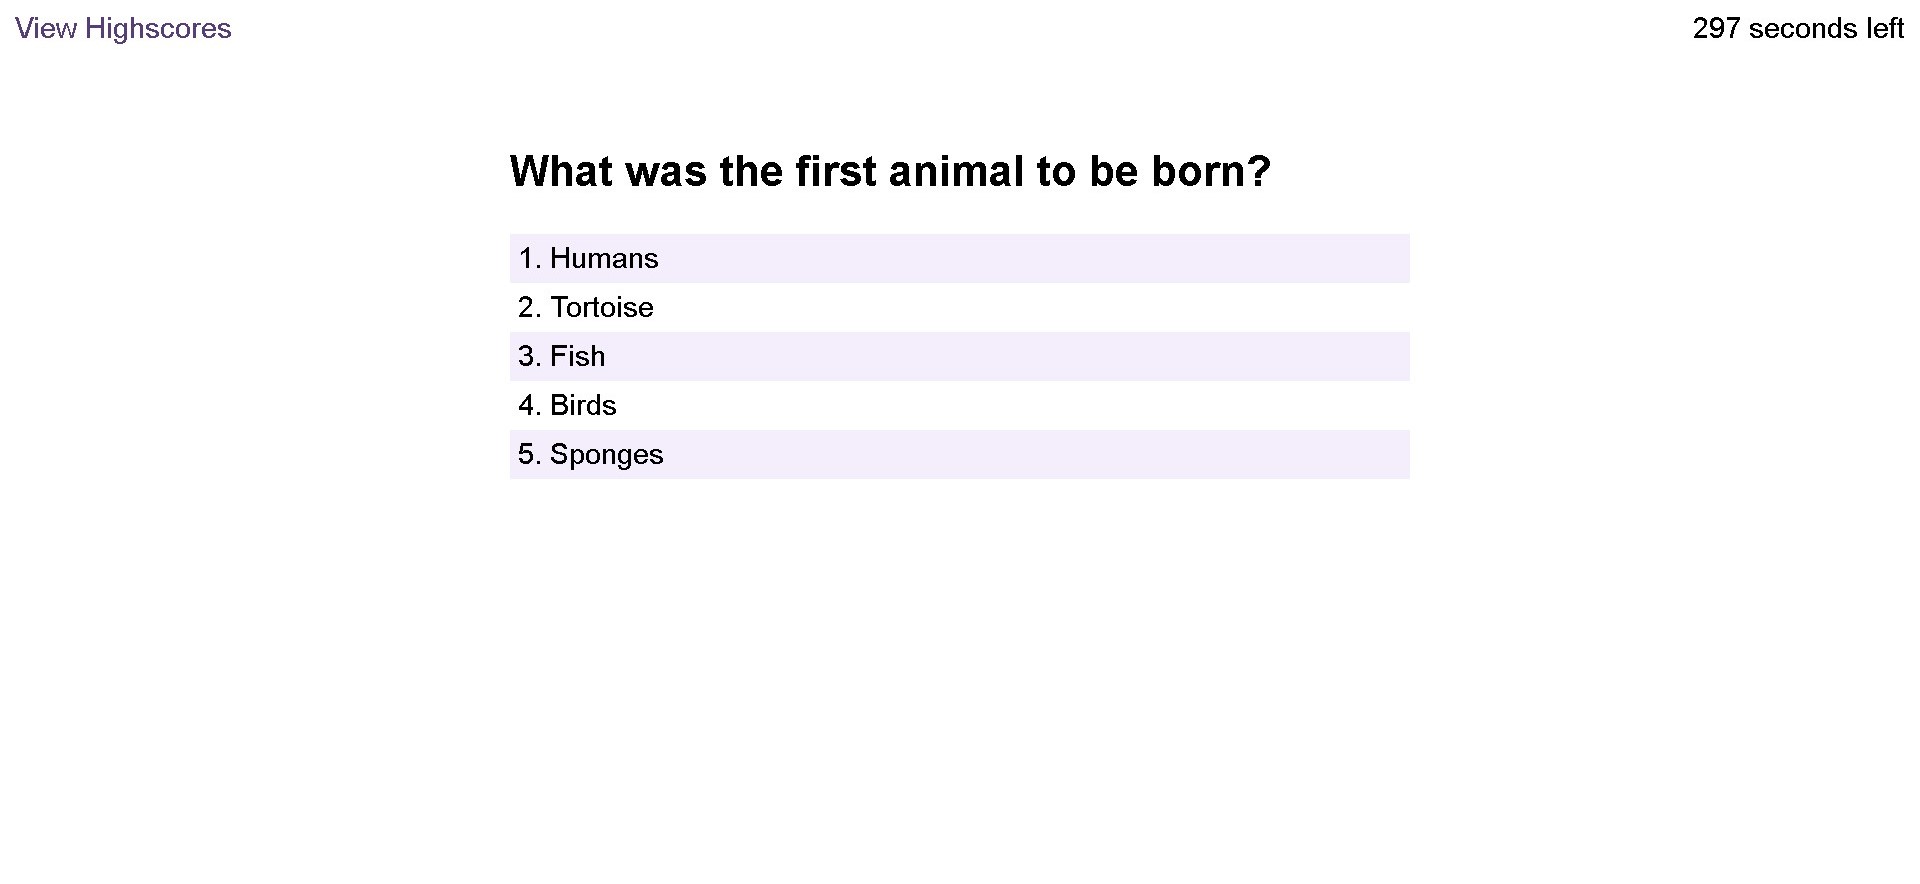 View Highscores
297 seconds left
What was the first animal to be born?
1. Humans
2. Tortoise
3. Fish
4. Birds
5. Sponges